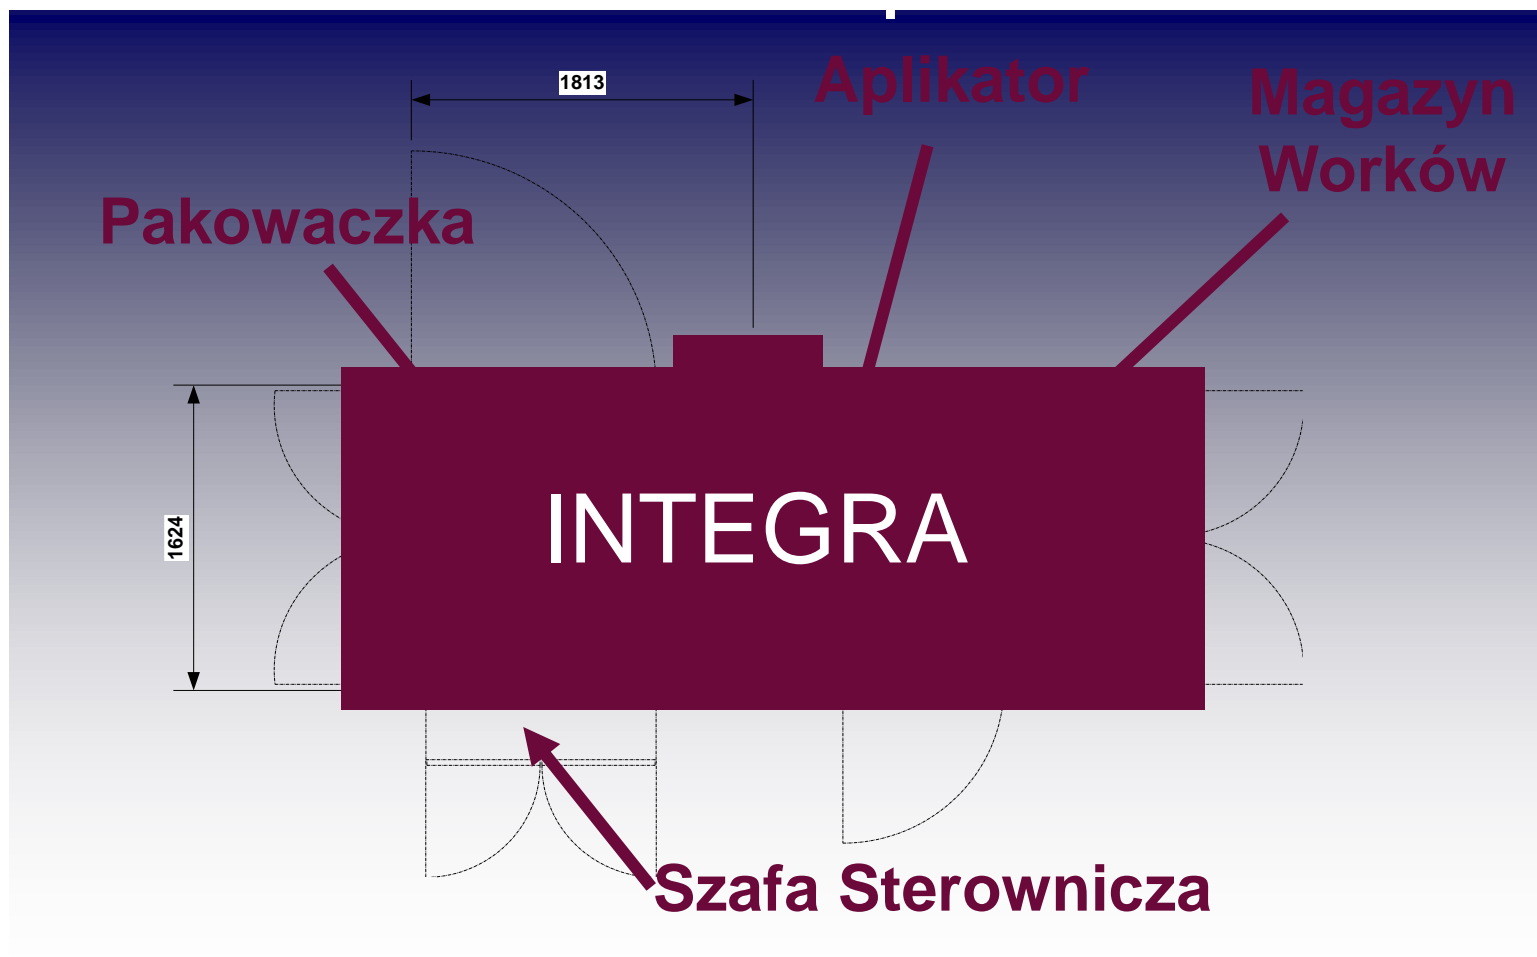 1813
Aplikator
Magazyn
Worków
Pakowaczka
1624
INTEGRA
Szafa Sterownicza